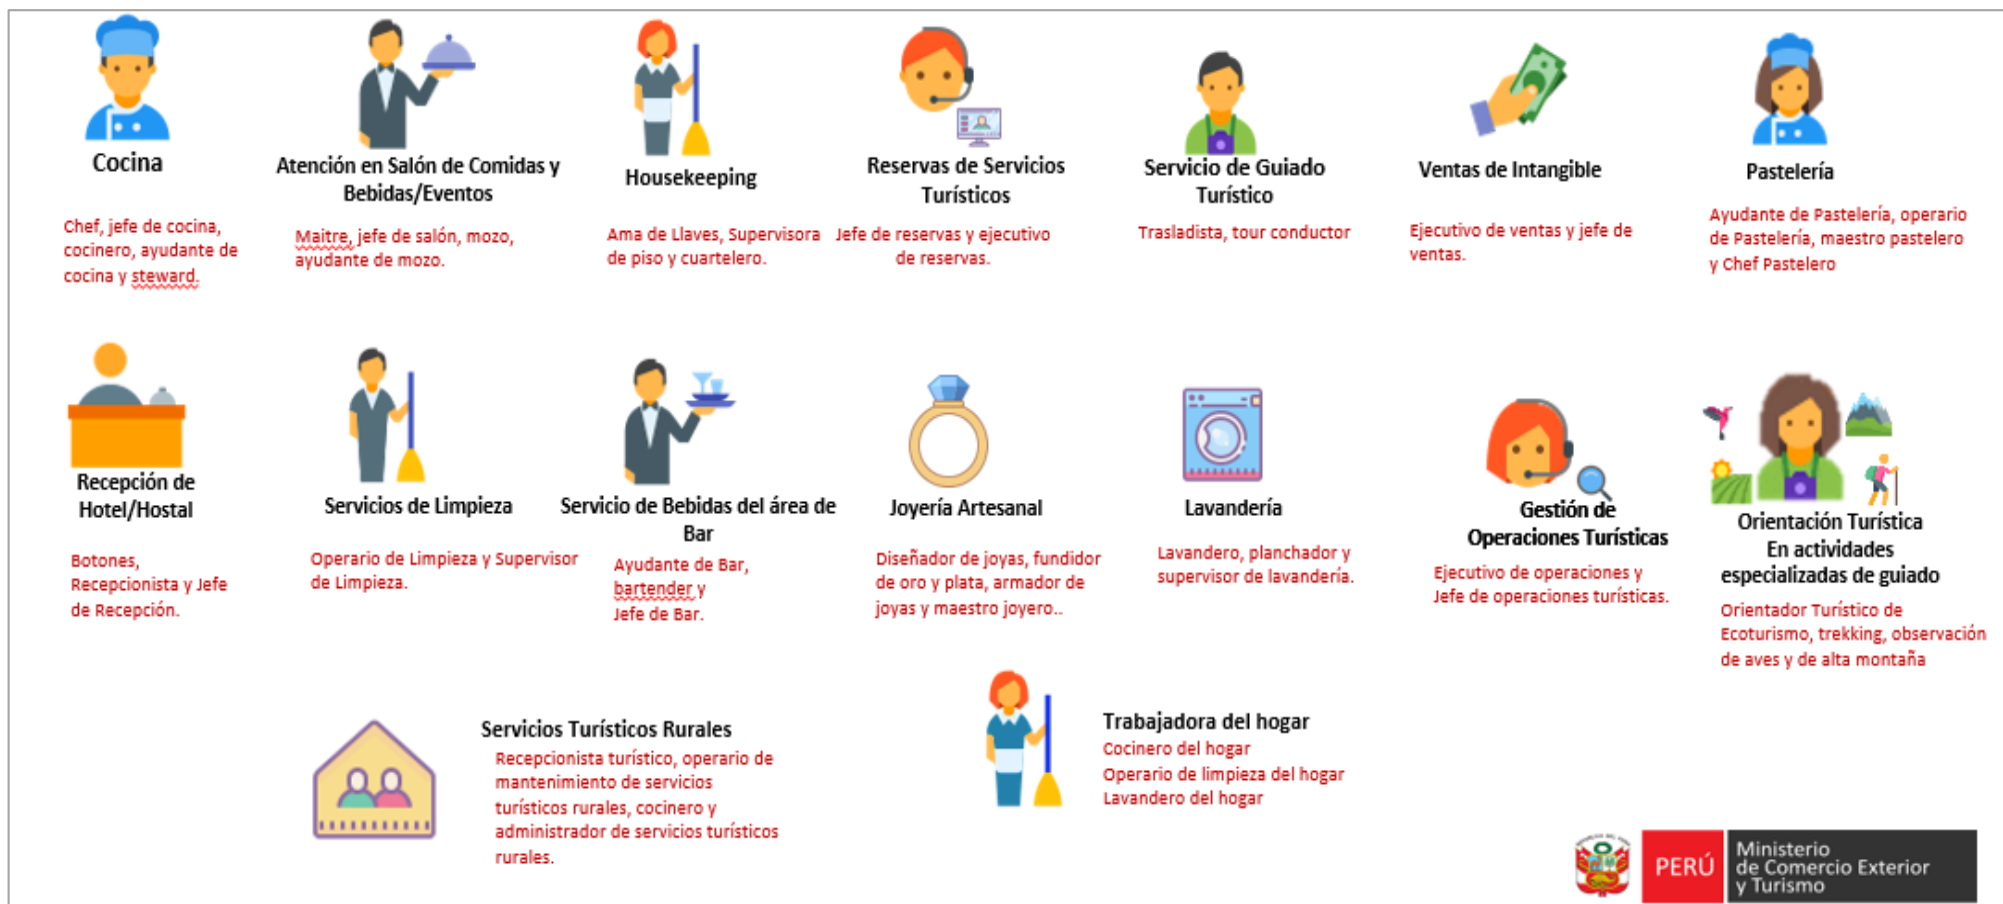 Cocina
Chef, jefe de cocina,
cocinero, ayudante de
cocina y steward.
Atención en Salón de Comidas y
Bebidas/Eventos
Maitre, jefe de salón, mozo,
ayudante de mozo.
Housekeeping
Ama de Llaves, Supervisora
de piso y cuartelero.
Reservas de Servicios
Turísticos
Jefe de reservas y ejecutivo
de reservas.
Servicio de Guiado
Turístico
Trasladista, tour conductor
Ventas de Intangible
Ejecutivo de ventas y jefe de
ventas.
Pastelería
Ayudante de Pastelería, operario
de Pastelería, maestro pastelero
y Chef Pastelero
Recepción de
Hotel/Hostal
Botones,
Recepcionista y Jefe
de Recepción.
Servicios de Limpieza
Operario de Limpieza y Supervisor
de Limpieza.
Servicio de Bebidas del área de
Bar
Ayudante de Bar,
bartender y
Jefe de Bar.
Joyería Artesanal
Diseñador de joyas, fundidor
de oro y plata, armador de
joyas y maestro joyero..
Lavandería
Lavandero, planchador y
supervisor de lavandería.
Gestión de
Operaciones Turísticas
Ejecutivo de operaciones y
Jefe de operaciones turísticas.
Orientación Turística
En actividades
especializadas de guiado
Orientador Turístico de
Ecoturismo, trekking, observación
de aves y de alta montaña
Servicios Turísticos Rurales
Recepcionista turístico, operario de
mantenimiento de servicios
turísticos rurales, cocinero y
administrador de servicios turísticos
rurales.
Trabajadora del hogar
Cocinero del hogar
Operario de limpieza del hogar
Lavandero del hogar
PERÚ
Ministerio
de Comercio Exterior
y Turismo